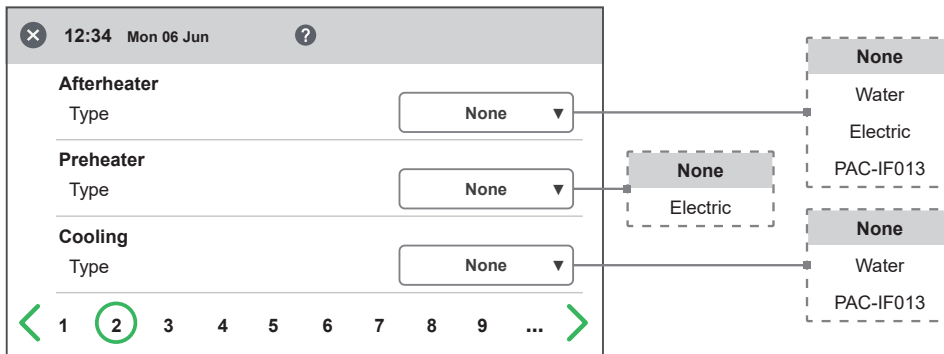 12:34 Mon 06 Jun ?
Afterheater
Type None ▼
Preheater
Type None ▼
Cooling
Type None ▼
1 2 3 4 5 6 7 8 9 ...
None
Water
Electric
PAC-IF013
None
Electric
None
Water
PAC-IF013